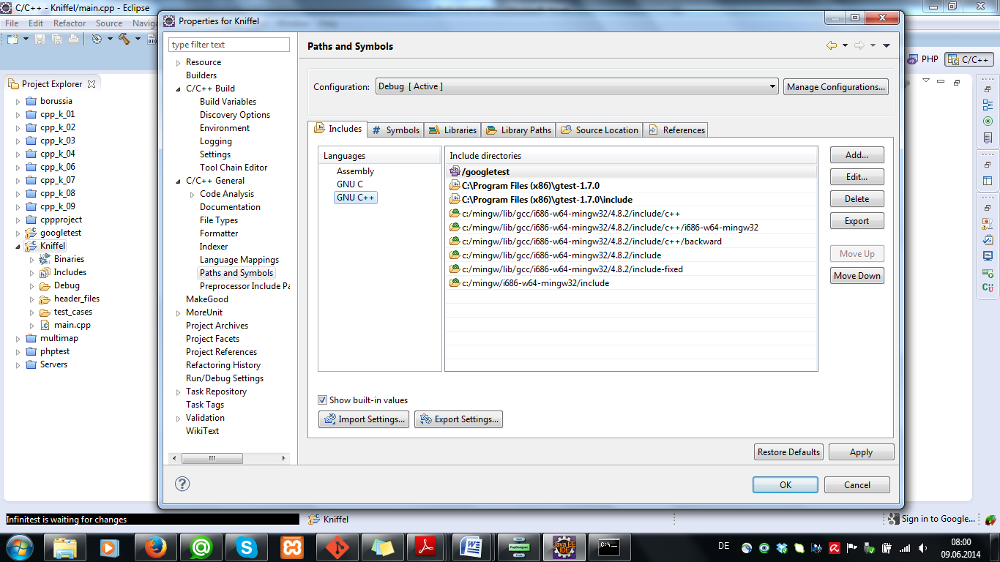 C/C++ - Kniffel/main.cpp - Eclipse
File Edit Refactor Source Naviga
PHP C/C++
Project Explorer
borussia
cpp_k_01
cpp_k_02
cpp_k_03
cpp_k_04
cpp_k_06
cpp_k_07
cpp_k_08
cpp_k_09
cppproject
googletest
Kniffel
Binaries
Includes
Debug
header_files
test_cases
main.cpp
multimap
phptest
Servers
Properties for Kniffel
type filter text
Resource
Builders
C/C++ Build
Build Variables
Discovery Options
Environment
Logging
Settings
Tool Chain Editor
C/C++ General
Code Analysis
Documentation
File Types
Formatter
Indexer
Language Mappings
Paths and Symbols
Preprocessor Include Pa
MakeGood
MoreUnit
Project Archives
Project Facets
Project References
Refactoring History
Run/Debug Settings
Task Repository
Task Tags
Validation
WikiText
Paths and Symbols
Configuration: Debug [ Active ] Manage Configurations...
Includes # Symbols Libraries Library Paths Source Location References
Languages
Assembly
GNU C
GNU C++
Include directories
/googletest
C:\Program Files (x86)\gtest-1.7.0
C:\Program Files (x86)\gtest-1.7.0\include
c:/mingw/lib/gcc/i686-w64-mingw32/4.8.2/include/c++
c:/mingw/lib/gcc/i686-w64-mingw32/4.8.2/include/c++/i686-w64-mingw32
c:/mingw/lib/gcc/i686-w64-mingw32/4.8.2/include/c++/backward
c:/mingw/lib/gcc/i686-w64-mingw32/4.8.2/include
c:/mingw/lib/gcc/i686-w64-mingw32/4.8.2/include-fixed
c:/mingw/i686-w64-mingw32/include
Add...
Edit...
Delete
Export
Move Up
Move Down
Show built-in values
Import Settings... Export Settings...
Restore Defaults Apply
OK Cancel
Infinitest is waiting for changes Kniffel Sign in to Google...
DE 08:00
09.06.2014